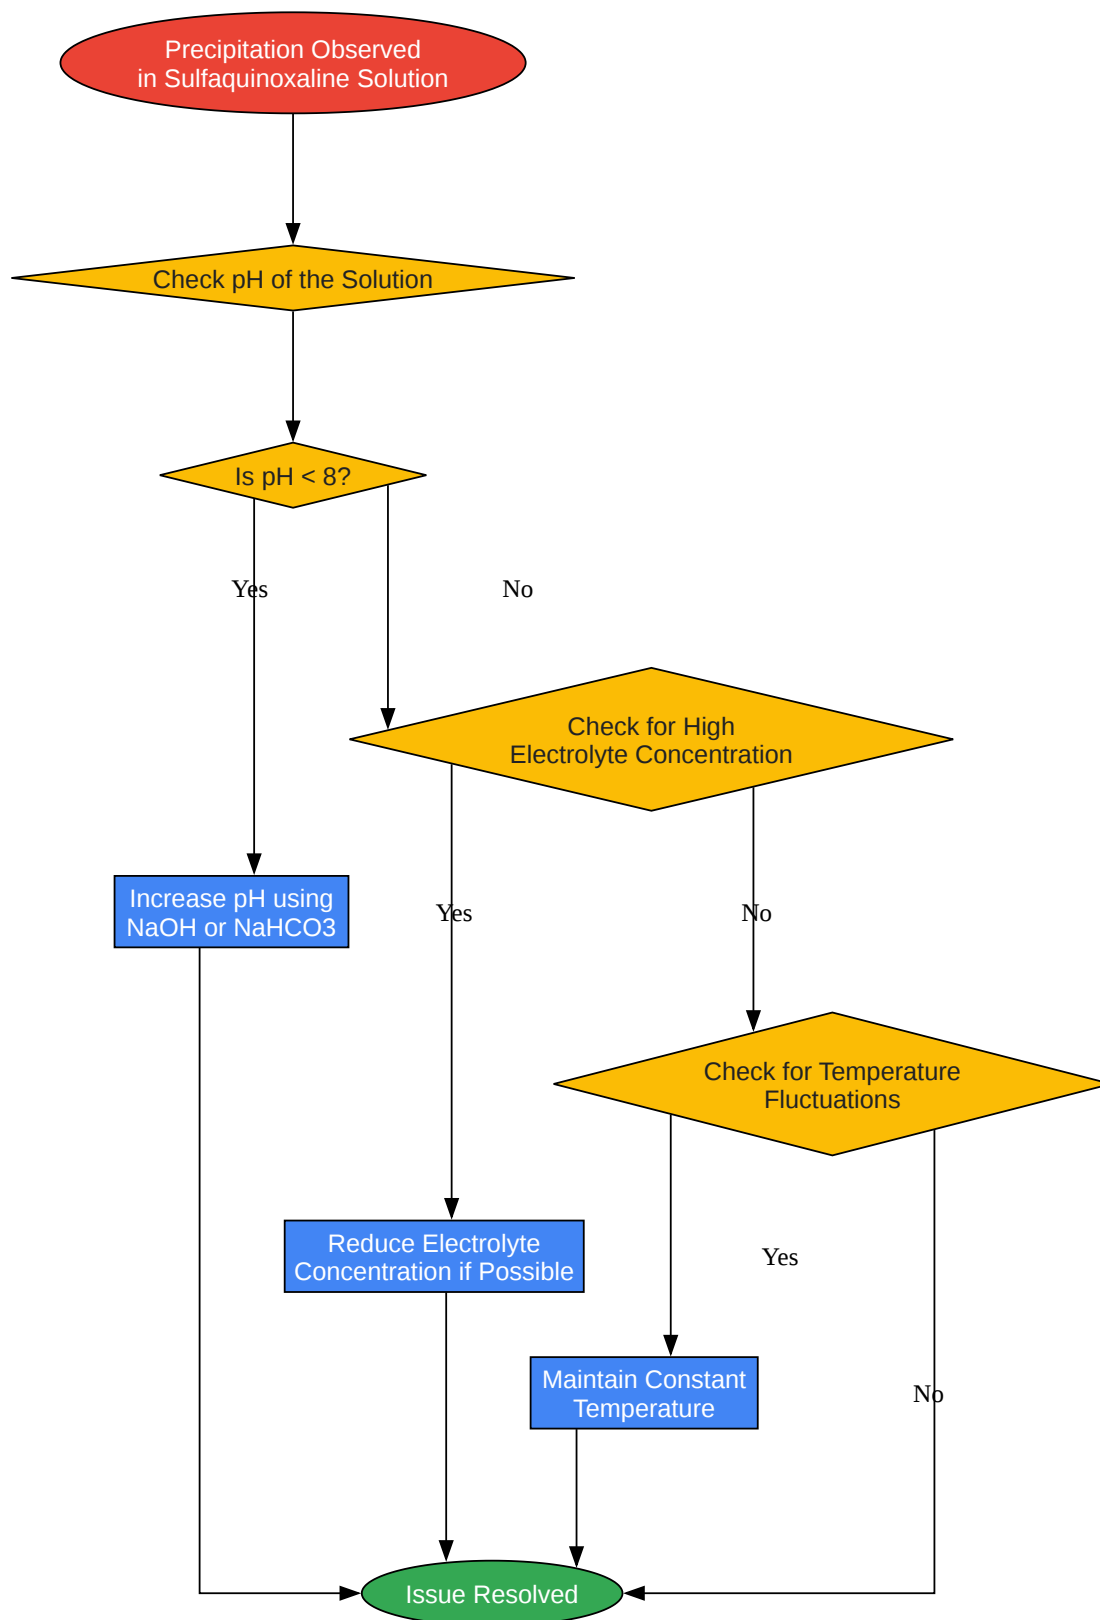 Precipitation Observed
in Sulfaquinoxaline Solution
Check pH of the Solution
Is pH < 8?
Yes
No
Check for High
Electrolyte Concentration
Increase pH using
NaOH or NaHCO3
Yes
No
Check for Temperature
Fluctuations
Reduce Electrolyte
Concentration if Possible
Yes
Maintain Constant
Temperature
No
Issue Resolved